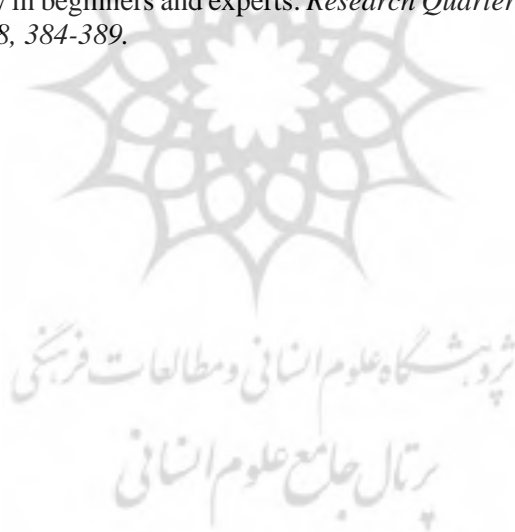 in beginners and experts. Research Quarter
8, 384-389.
پژوهشگاه علوم انسانی و مطالعات فرهنگی
پرتال جامع علوم انسانی